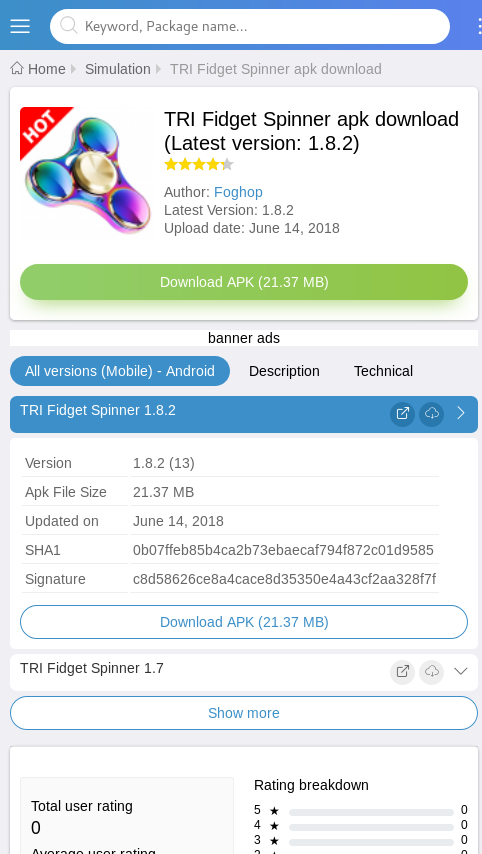 Keyword, Package name...
Home Simulation TRI Fidget Spinner apk download
HOT
TRI Fidget Spinner apk download
(Latest version: 1.8.2)
Author: Foghop
Latest Version: 1.8.2
Upload date: June 14, 2018
Download APK (21.37 MB)
banner ads
All versions (Mobile) - Android Description Technical
TRI Fidget Spinner 1.8.2
Version 1.8.2 (13)
Apk File Size 21.37 MB
Updated on June 14, 2018
SHA1 0b07ffeb85b4ca2b73ebaecaf794f872c01d9585
Signature c8d58626ce8a4cace8d35350e4a43cf2aa328f7f
Download APK (21.37 MB)
TRI Fidget Spinner 1.7
Show more
Total user rating
0
Average user rating
Rating breakdown
5 ★ 0
4 ★ 0
3 ★ 0